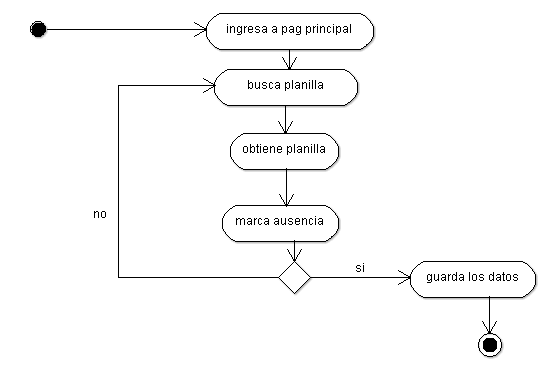 ingresa a pag principal
busca planilla
obtiene planilla
marca ausencia
no
si
guarda los datos